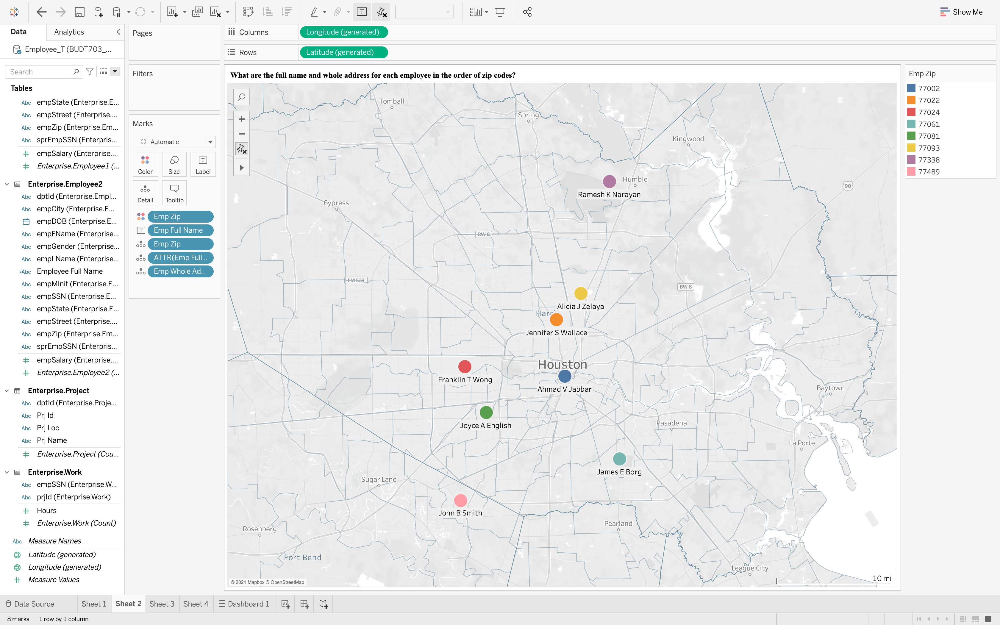 Show Me
Data
Analytics
Employee_T (BUDT703_...
Search
Tables
Abc empState (Enterprise.E...
Abc empStreet (Enterprise....
Abc empZip (Enterprise.Em...
Abc sprEmpSSN (Enterpris...
# empSalary (Enterprise....
# Enterprise.Employee1 (...
Enterprise.Employee2
Abc dptId (Enterprise.Empl...
Abc empCity (Enterprise.E...
empDOB (Enterprise.E...
Abc empFName (Enterprise...
Abc empGender (Enterprise...
Abc empLName (Enterprise...
=Abc Employee Full Name
Abc empMInit (Enterprise.E...
Abc empSSN (Enterprise.E...
Abc empState (Enterprise.E...
Abc empStreet (Enterprise....
Abc empZip (Enterprise.Em...
Abc sprEmpSSN (Enterpris...
# empSalary (Enterprise....
# Enterprise.Employee2 (...
Enterprise.Project
Abc dptId (Enterprise.Proje...
Abc Prj Id
Abc Prj Loc
Abc Prj Name
# Enterprise.Project (Cou...
Enterprise.Work
Abc empSSN (Enterprise.W...
Abc prjId (Enterprise.Work)
# Hours
# Enterprise.Work (Count)
Abc Measure Names
Latitude (generated)
Longitude (generated)
# Measure Values
Pages
Filters
Marks
Automatic
Color
Size
Label
Detail
Tooltip
Emp Zip
Emp Full Name
Emp Zip
ATTR(Emp Full ..
Emp Whole Ad..
Columns
Longitude (generated)
Rows
Latitude (generated)
What are the full name and whole address for each employee in the order of zip codes?
Tomball
Spring
Kingwood
Humble
Ramesh K Narayan
90
Cypress
BW 8
FM 529
BW 8
Alicia J Zelaya
Harris
Jennifer S Wallace
Houston
Franklin T Wong
Ahmad V Jabbar
Baytown
Joyce A English
Pasadena
La Porte
James E Borg
Sugar Land
John B Smith
Pearland
Rosenberg
Fort Bend
League City
10 mi
© 2021 Mapbox © OpenStreetMap
Emp Zip
77002
77022
77024
77061
77081
77093
77338
77489
Data Source
Sheet 1
Sheet 2
Sheet 3
Sheet 4
Dashboard 1
8 marks
1 row by 1 column